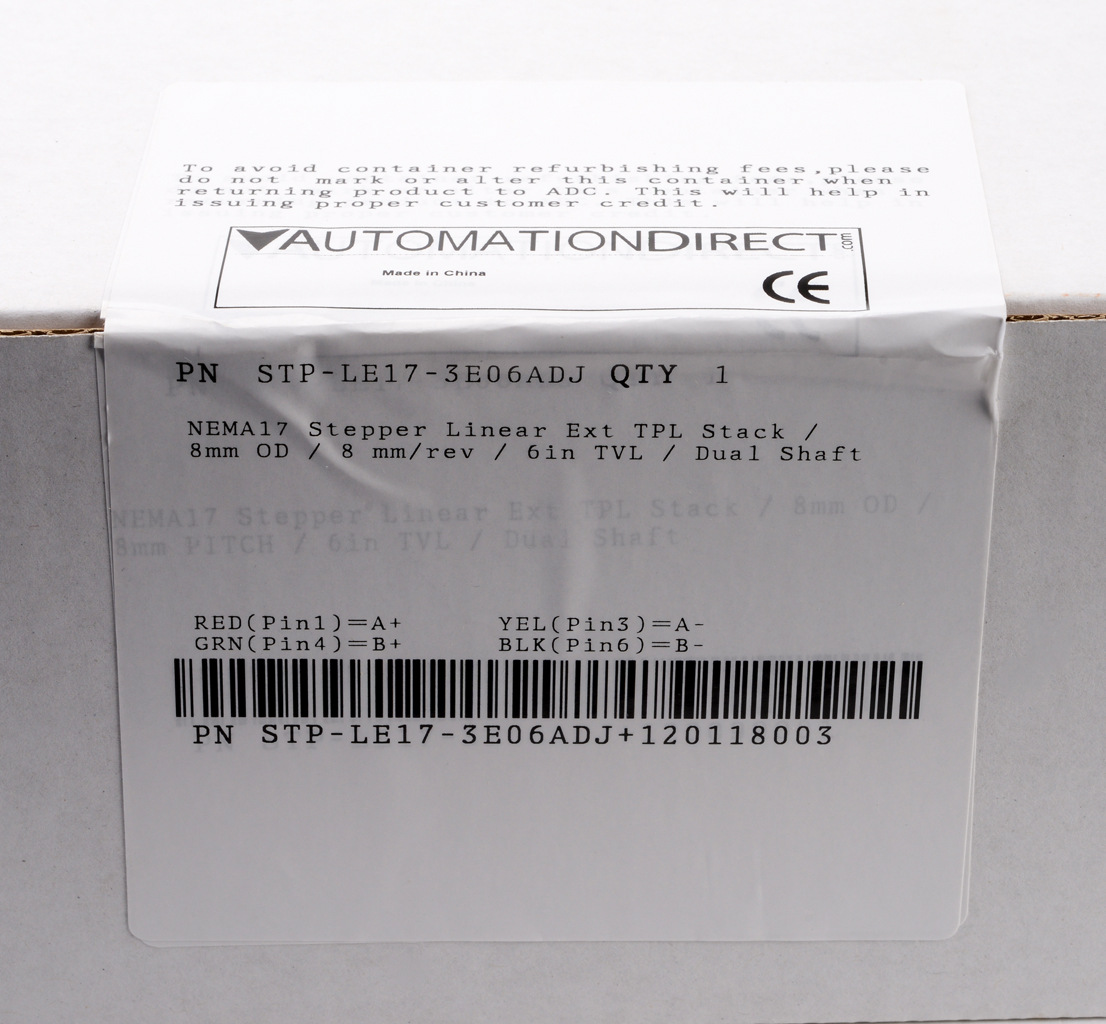 To avoid container refurbishing fees,please
do not mark or alter this container when
returning product to ADC. This will help in
issuing proper customer credit.
AUTOMATIONDIRECT.com
Made in China
CE
PN STP-LE17-3E06ADJ QTY 1
NEMA17 Stepper Linear Ext TPL Stack /
8mm OD / 8 mm/rev / 6in TVL / Dual Shaft
NEMA17 Stepper Linear Ext TPL Stack / 8mm OD /
8mm PITCH / 6in TVL / Dual Shaft
RED(Pin1)=A+ YEL(Pin3)=A-
GRN(Pin4)=B+ BLK(Pin6)=B-
PN STP-LE17-3E06ADJ+120118003